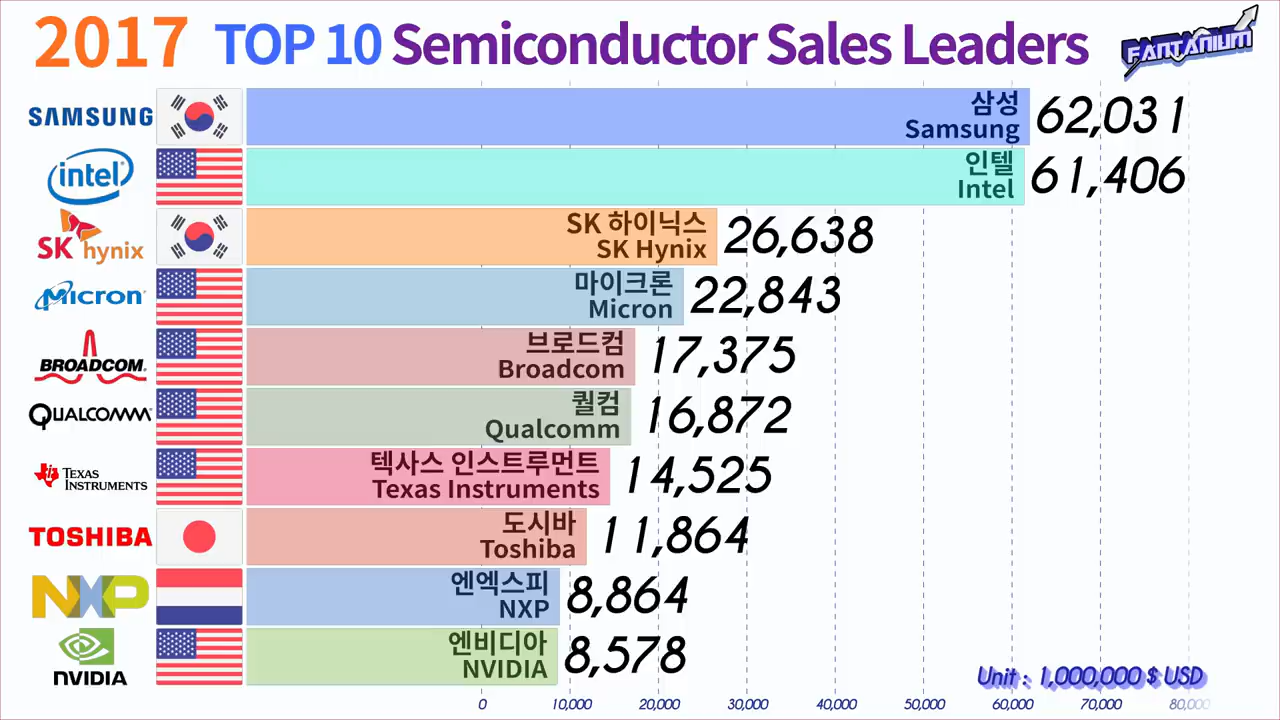 2017 TOP 10 Semiconductor Sales Leaders
FANTANIUM
SAMSUNG 삼성 62,031
Samsung
intel 인텔 61,406
Intel
SK hynix SK 하이닉스 26,638
SK Hynix
Micron 마이크론 22,843
Micron
BROADCOM 브로드컴 17,375
Broadcom
QUALCOMM 퀄컴 16,872
Qualcomm
TEXAS INSTRUMENTS 텍사스 인스트루먼트 14,525
Texas Instruments
TOSHIBA 도시바 11,864
Toshiba
NXP 엔엑스피 8,864
NXP
NVIDIA 엔비디아 8,578
NVIDIA
Unit : 1,000,000 $ USD
0 10,000 20,000 30,000 40,000 50,000 60,000 70,000 80,000